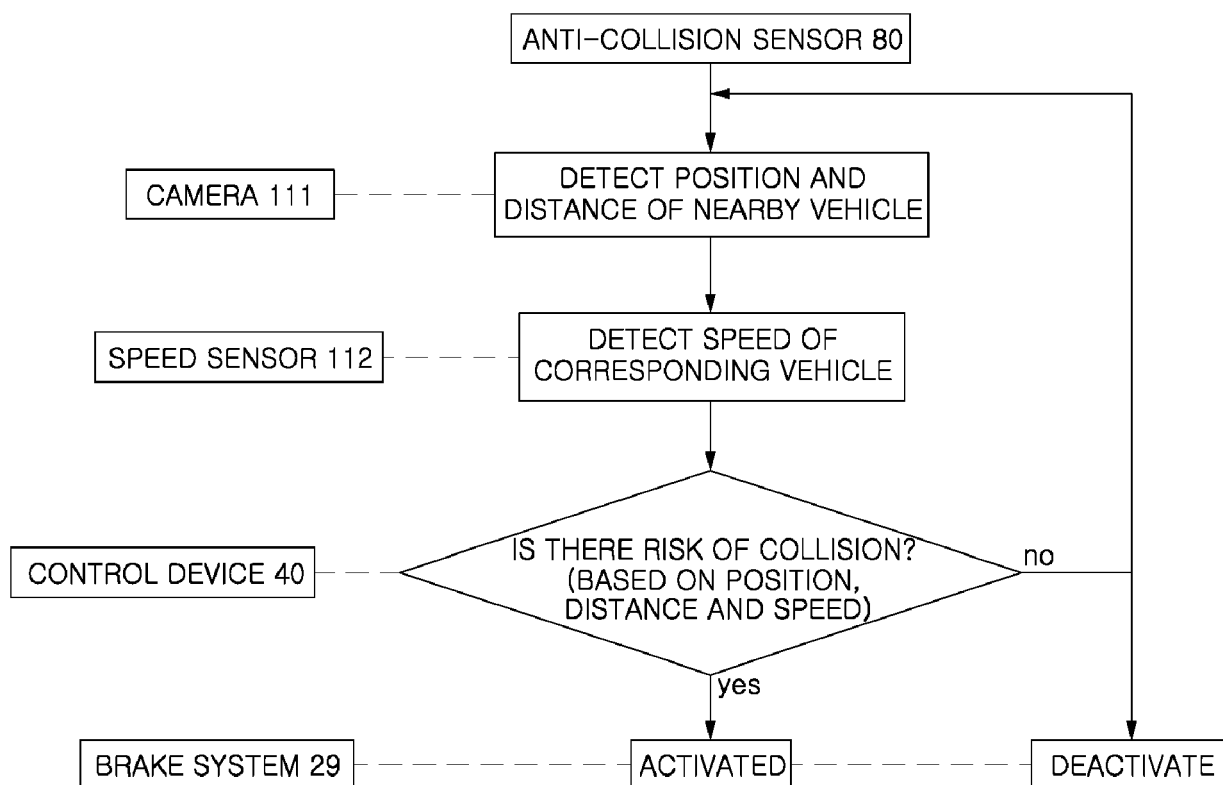 ANTI-COLLISION SENSOR 80
CAMERA 111
DETECT POSITION AND
DISTANCE OF NEARBY VEHICLE
SPEED SENSOR 112
DETECT SPEED OF
CORRESPONDING VEHICLE
CONTROL DEVICE 40
IS THERE RISK OF COLLISION?
(BASED ON POSITION,
DISTANCE AND SPEED)
no
yes
BRAKE SYSTEM 29
ACTIVATED
DEACTIVATE